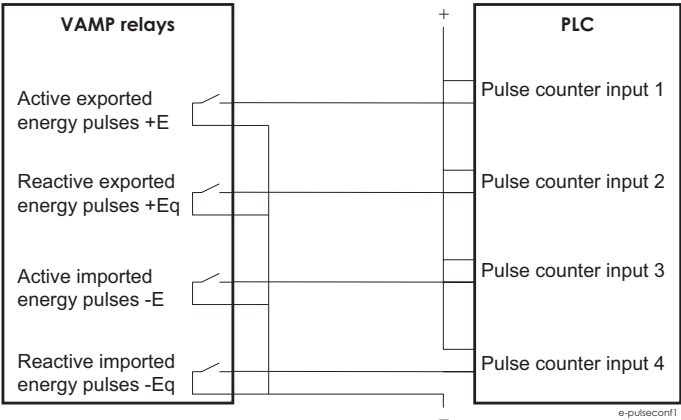 VAMP relays
Active exported
energy pulses +E
Reactive exported
energy pulses +Eq
Active imported
energy pulses -E
Reactive imported
energy pulses -Eq
+
-
PLC
Pulse counter input 1
Pulse counter input 2
Pulse counter input 3
Pulse counter input 4
e-pulseconf1